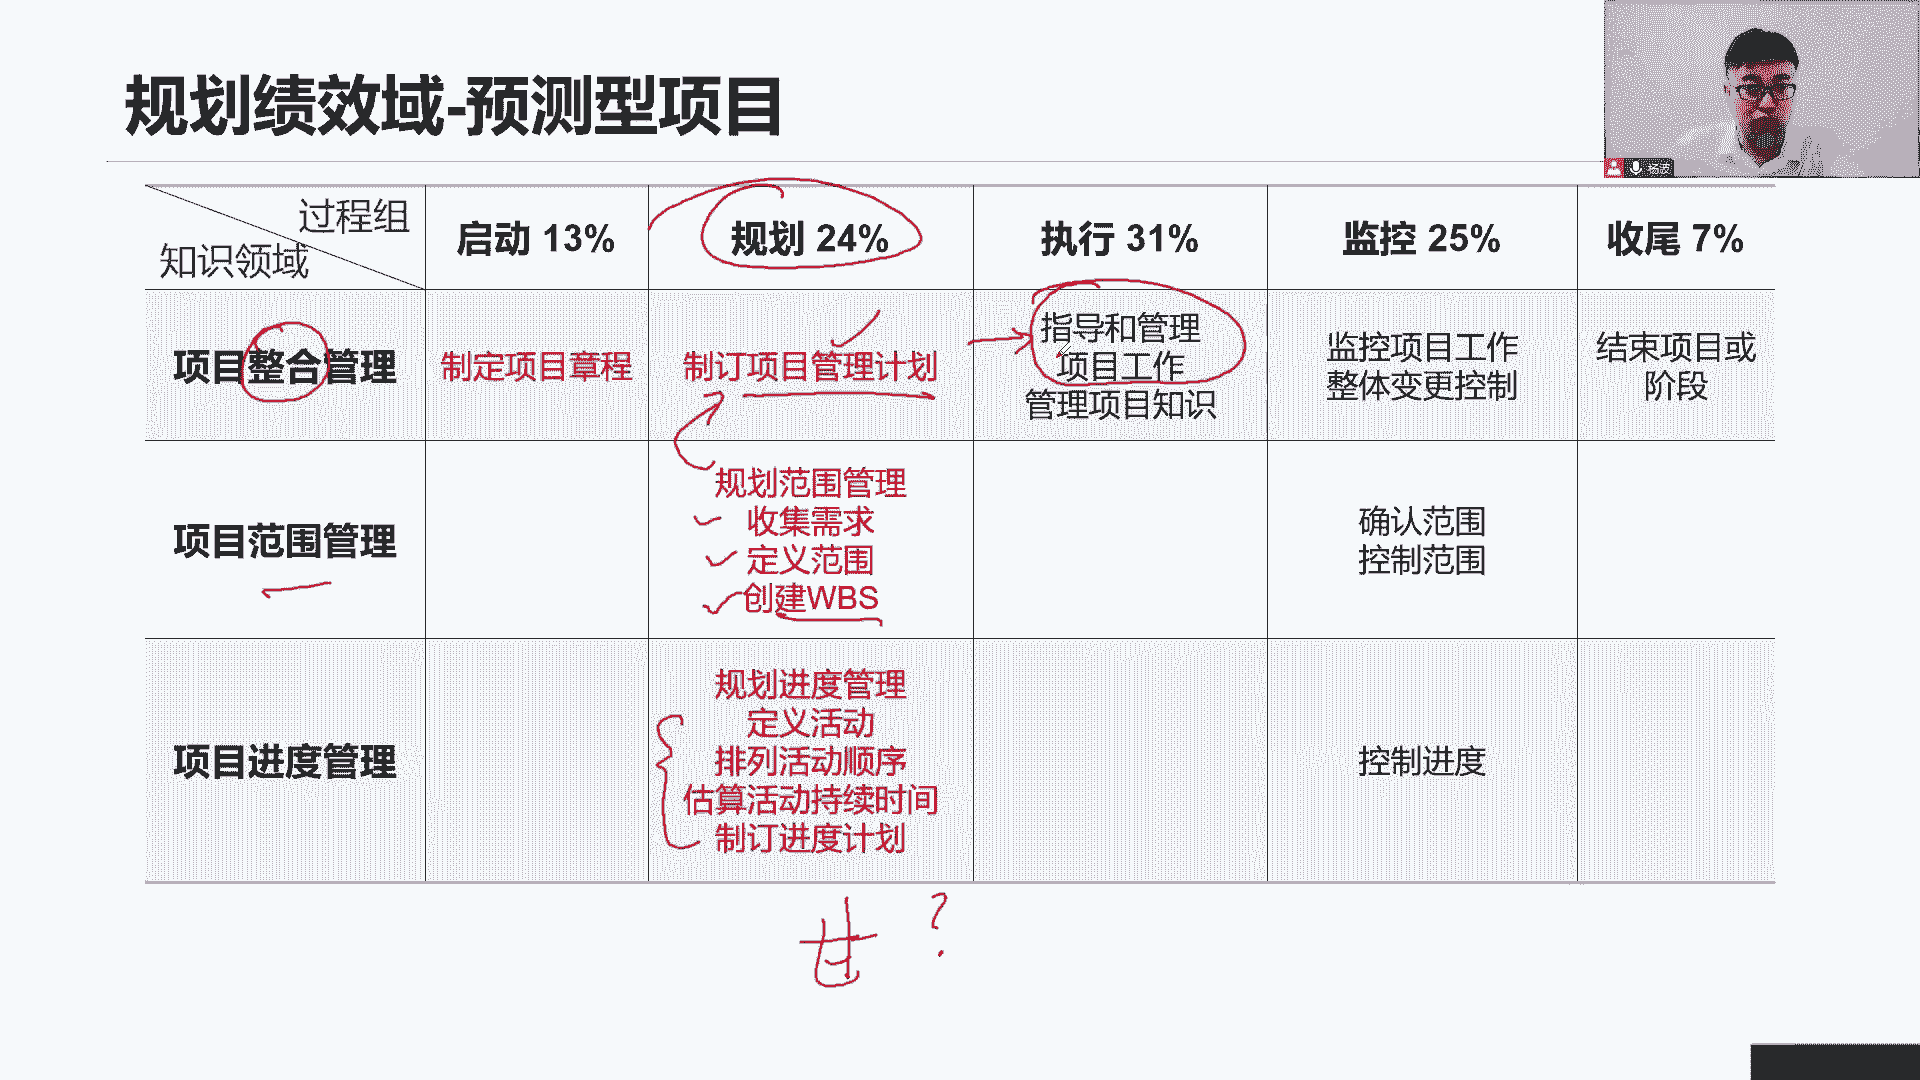 规划绩效域-预测型项目
过程组
知识领域
启动 13%
规划 24%
执行 31%
监控 25%
收尾 7%
项目整合管理
制定项目章程
制订项目管理计划
指导和管理
项目工作
管理项目知识
监控项目工作
整体变更控制
结束项目或
阶段
项目范围管理
规划范围管理
收集需求
定义范围
创建WBS
确认范围
控制范围
项目进度管理
规划进度管理
定义活动
排列活动顺序
估算活动持续时间
制订进度计划
控制进度
甘 ?